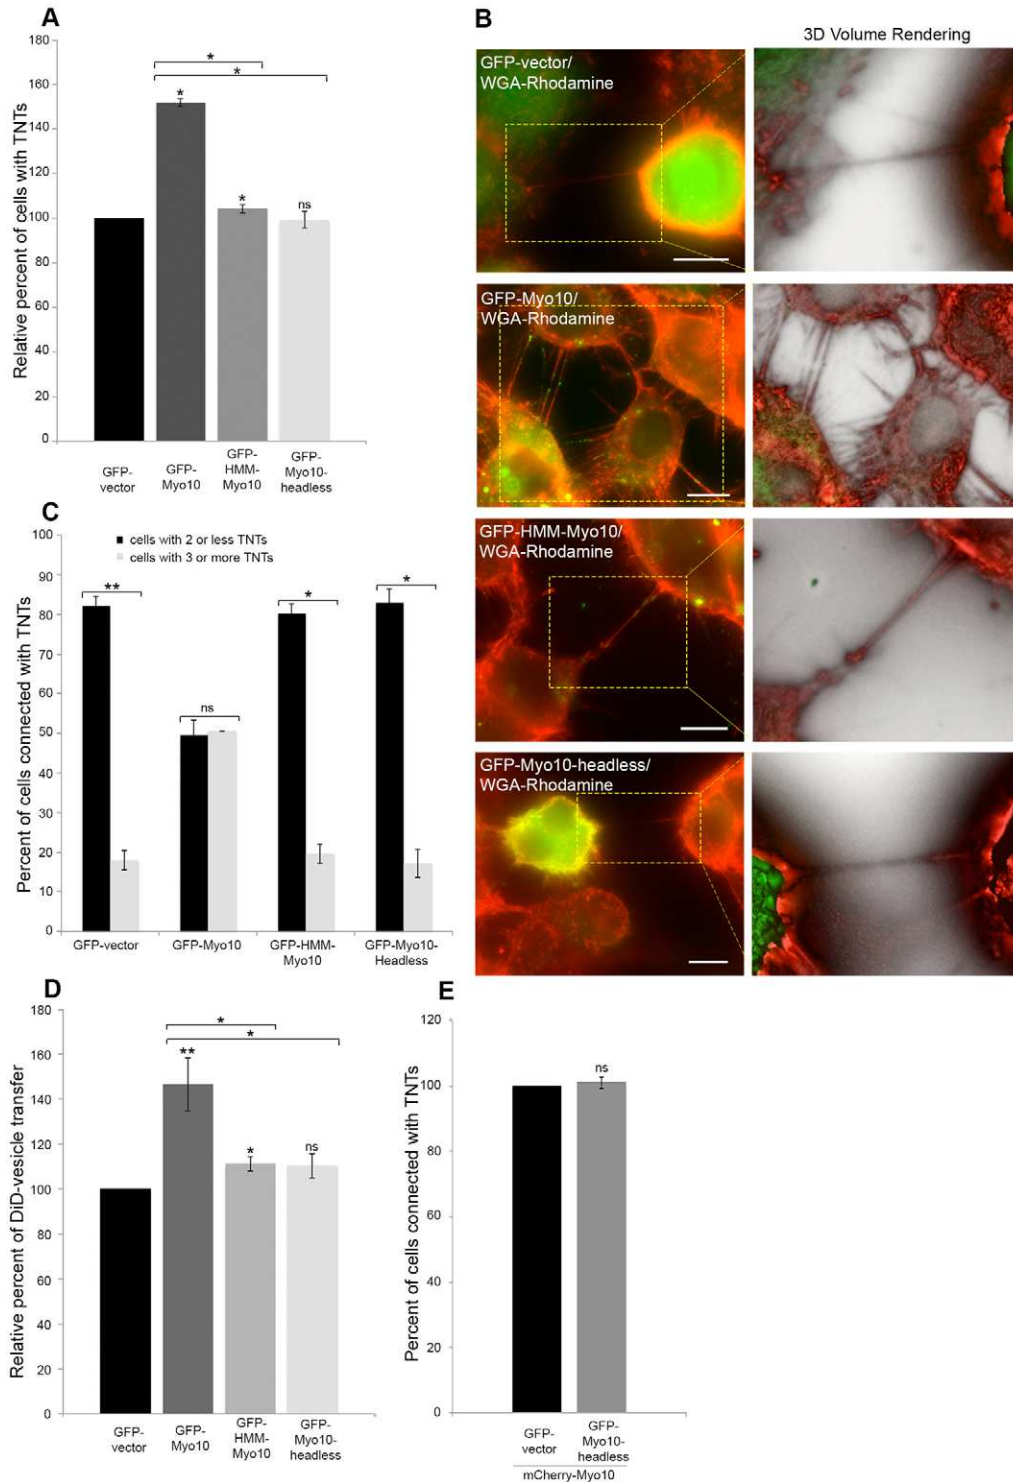 A
Relative percent of cells with TNTs
180
160
140
120
100
80
60
40
20
0
*
*
*
*
ns
GFP-
vector
GFP-
Myo10
GFP-
HMM-
Myo10
GFP-
Myo10-
headless
B
3D Volume Rendering
GFP-vector/
WGA-Rhodamine
GFP-Myo10/
WGA-Rhodamine
GFP-HMM-Myo10/
WGA-Rhodamine
GFP-Myo10-headless/
WGA-Rhodamine
C
Percent of cells connected with TNTs
100
90
80
70
60
50
40
30
20
10
0
cells with 2 or less TNTs
cells with 3 or more TNTs
**
ns
*
*
GFP-vector
GFP-Myo10
GFP-HMM-
Myo10
GFP-Myo10-
Headless
D
Relative percent of DiD-vesicle transfer
180
160
140
120
100
80
60
40
20
0
*
*
**
*
ns
GFP-
vector
GFP-
Myo10
GFP-
HMM-
Myo10
GFP-
Myo10-
headless
E
Percent of cells connected with TNTs
120
100
80
60
40
20
0
ns
GFP-
vector
GFP-
Myo10-
headless
mCherry-Myo10